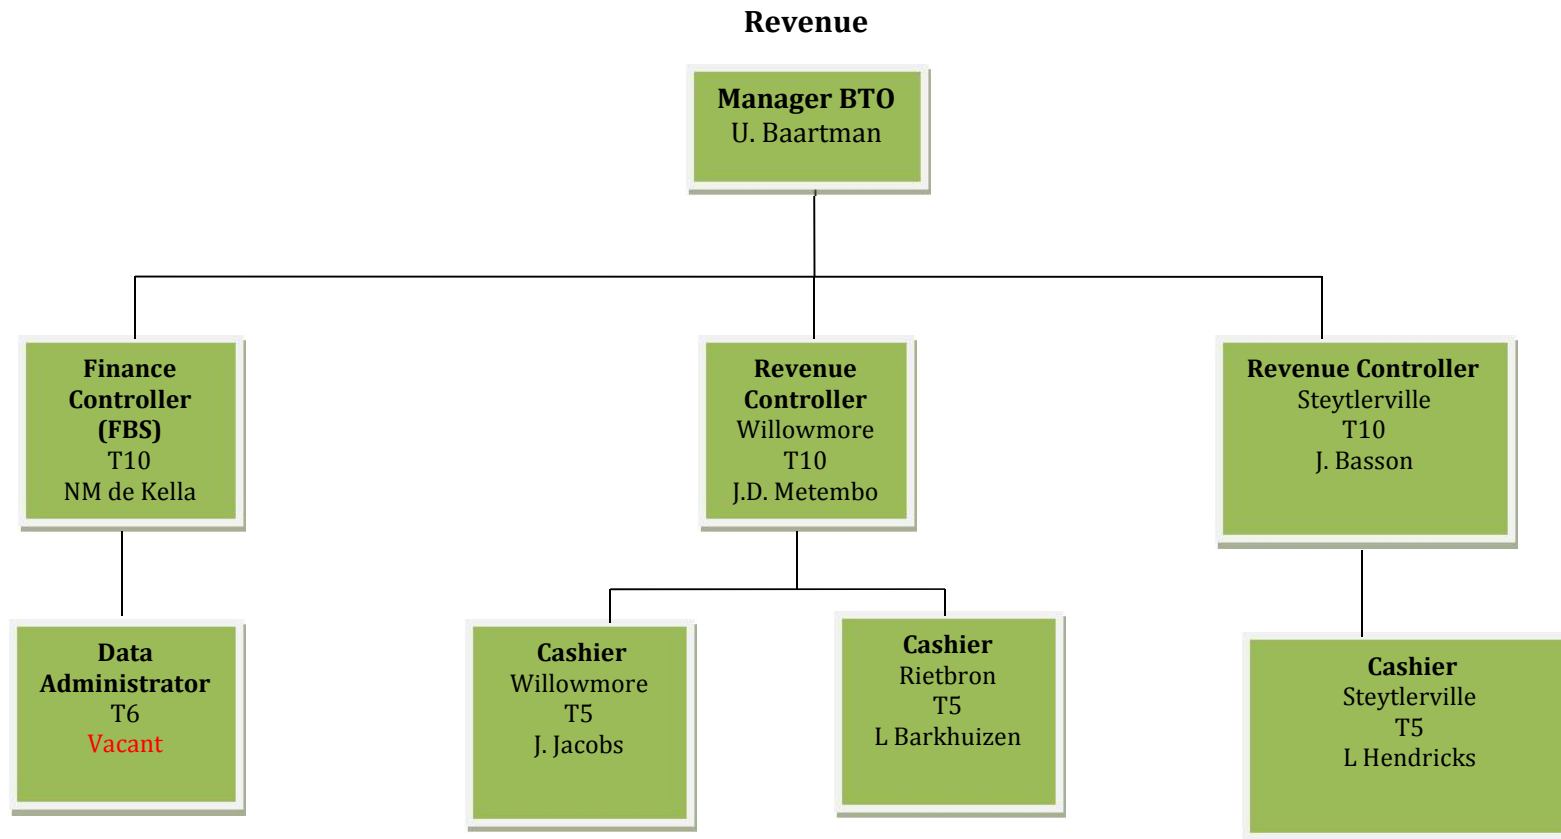 Revenue
Manager BTO
U. Baartman
Finance
Controller
(FBS)
T10
NM de Kella
Revenue
Controller
Willowmore
T10
J.D. Metembo
Revenue Controller
Steytlerville
T10
J. Basson
Data
Administrator
T6
Vacant
Cashier
Willowmore
T5
J. Jacobs
Cashier
Rietbron
T5
L Barkhuizen
Cashier
Steytlerville
T5
L Hendricks